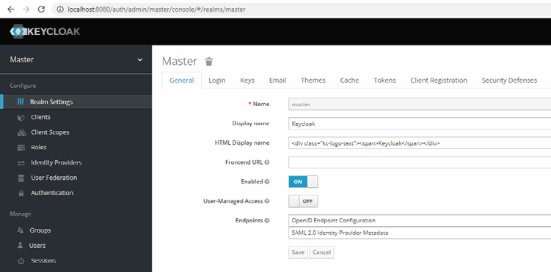 localhost:8080/auth/admin/master/console/#/realms/master
KEYCLOAK
Master
Configure
Realm Settings
Clients
Client Scopes
Roles
Identity Providers
User Federation
Authentication
Manage
Groups
Users
Sessions
Master
General Login Keys Email Themes Cache Tokens Client Registration Security Defenses
* Name master
Display name Keycloak
HTML Display name <div class="kc-logo-text"><span>Keycloak</span></div>
Frontend URL
Enabled ON
User-Managed Access OFF
Endpoints OpenID Endpoint Configuration
SAML 2.0 Identity Provider Metadata
Save Cancel